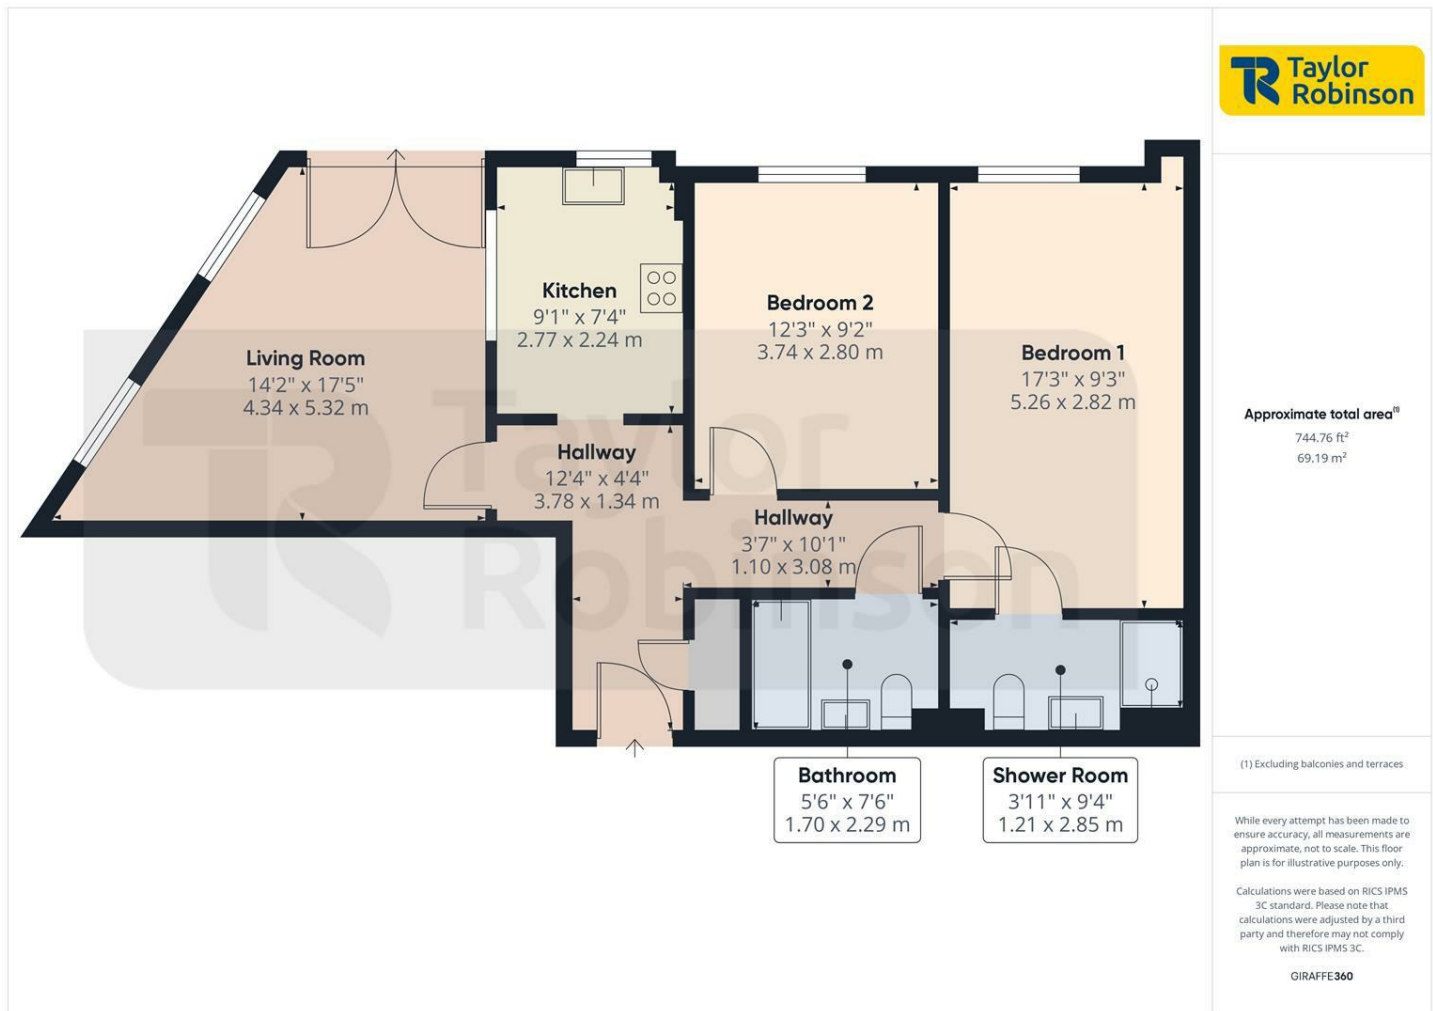 Taylor
Robinson
Kitchen
9'1" x 7'4"
2.77 x 2.24 m
Bedroom 2
12'3" x 9'2"
3.74 x 2.80 m
Living Room
14'2" x 17'5"
4.34 x 5.32 m
Bedroom 1
17'3" x 9'3"
5.26 x 2.82 m
Hallway
12'4" x 4'4"
3.78 x 1.34 m
Hallway
3'7" x 10'1"
1.10 x 3.08 m
Taylor
Robinson
Bathroom
5'6" x 7'6"
1.70 x 2.29 m
Shower Room
3'11" x 9'4"
1.21 x 2.85 m
Approximate total area(1)
744.76 ft²
69.19 m²
(1) Excluding balconies and terraces
While every attempt has been made to
ensure accuracy, all measurements are
approximate, not to scale. This floor
plan is for illustrative purposes only.
Calculations were based on RICS IPMS
3C standard. Please note that
calculations were adjusted by a third
party and therefore may not comply
with RICS IPMS 3C.
GIRAFFE360